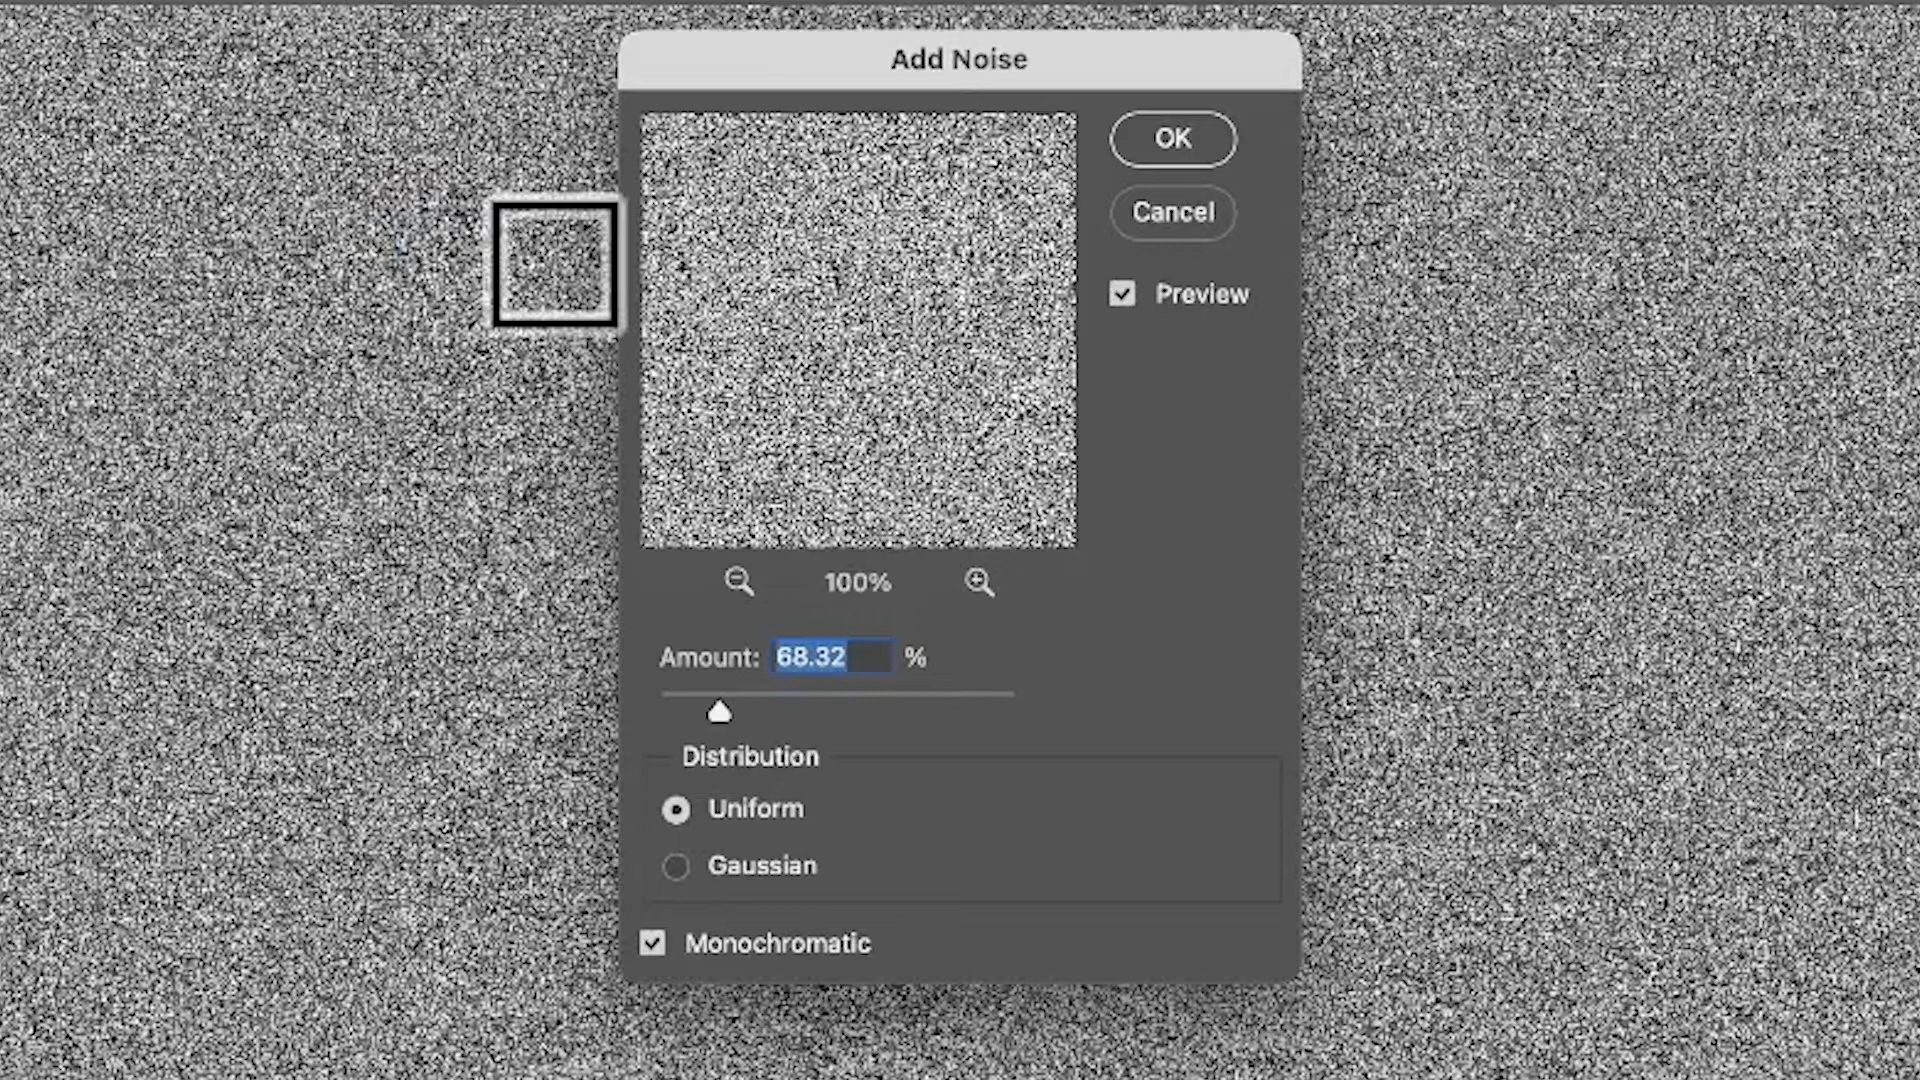 Add Noise
OK
Cancel
Preview
100%
Amount: 68.32 %
Distribution
Uniform
Gaussian
Monochromatic